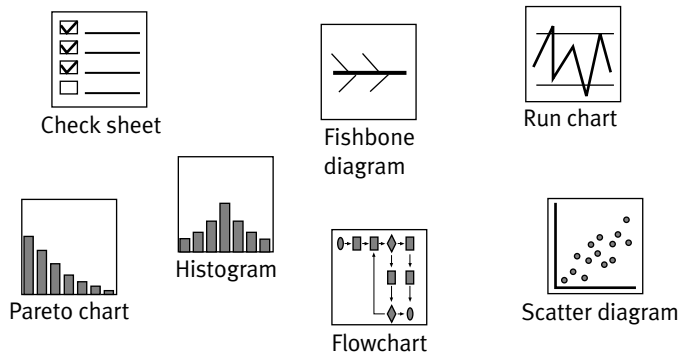 Check sheet
Fishbone
diagram
Run chart
Pareto chart
Histogram
Flowchart
Scatter diagram